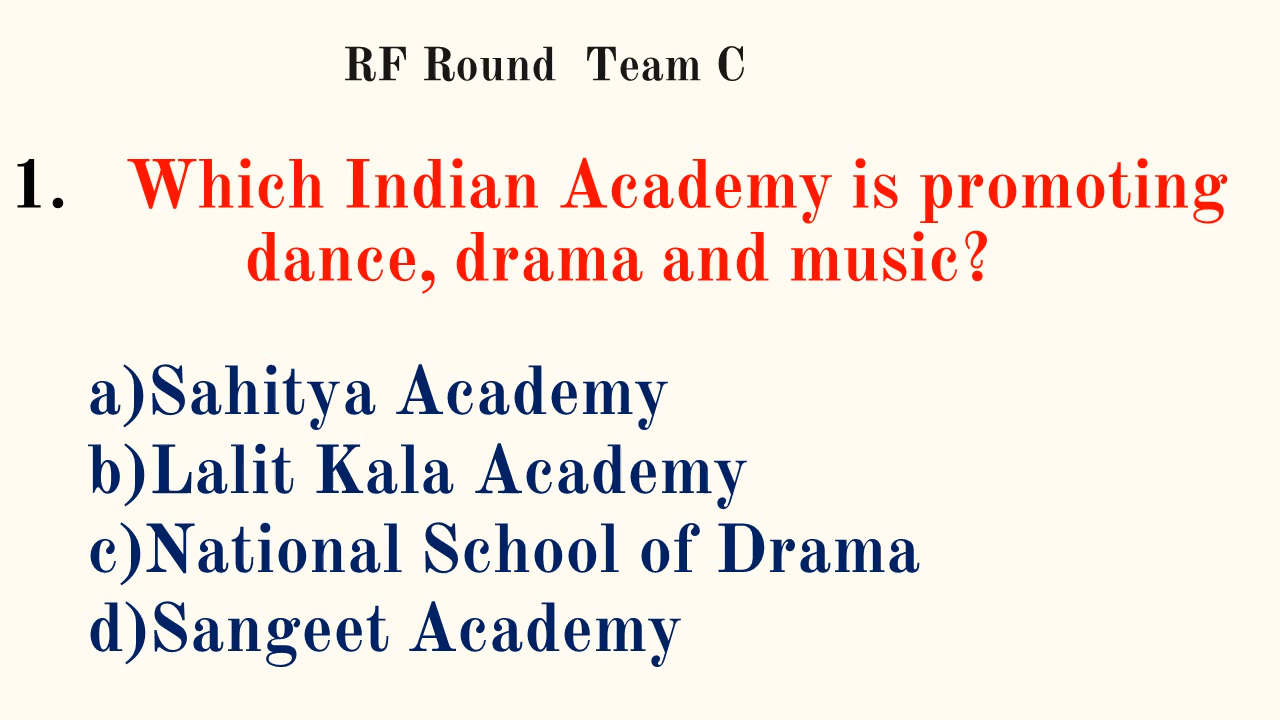 RF Round Team C
1. Which Indian Academy is promoting
dance, drama and music?
a)Sahitya Academy
b)Lalit Kala Academy
c)National School of Drama
d)Sangeet Academy